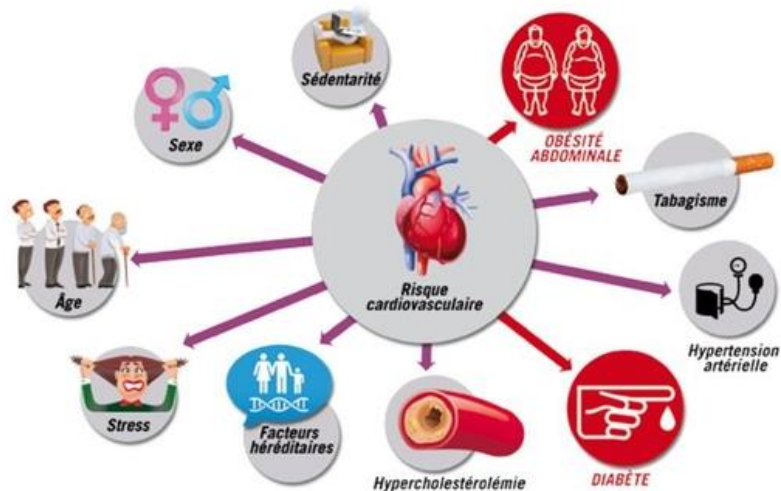 Sédentarité
OBÉSITÉ
ABDOMINALE
Sexe
Tabagisme
Âge
Risque
cardiovasculaire
Hypertension
artérielle
Stress
Facteurs
héréditaires
Hypercholestérolémie
DIABÈTE